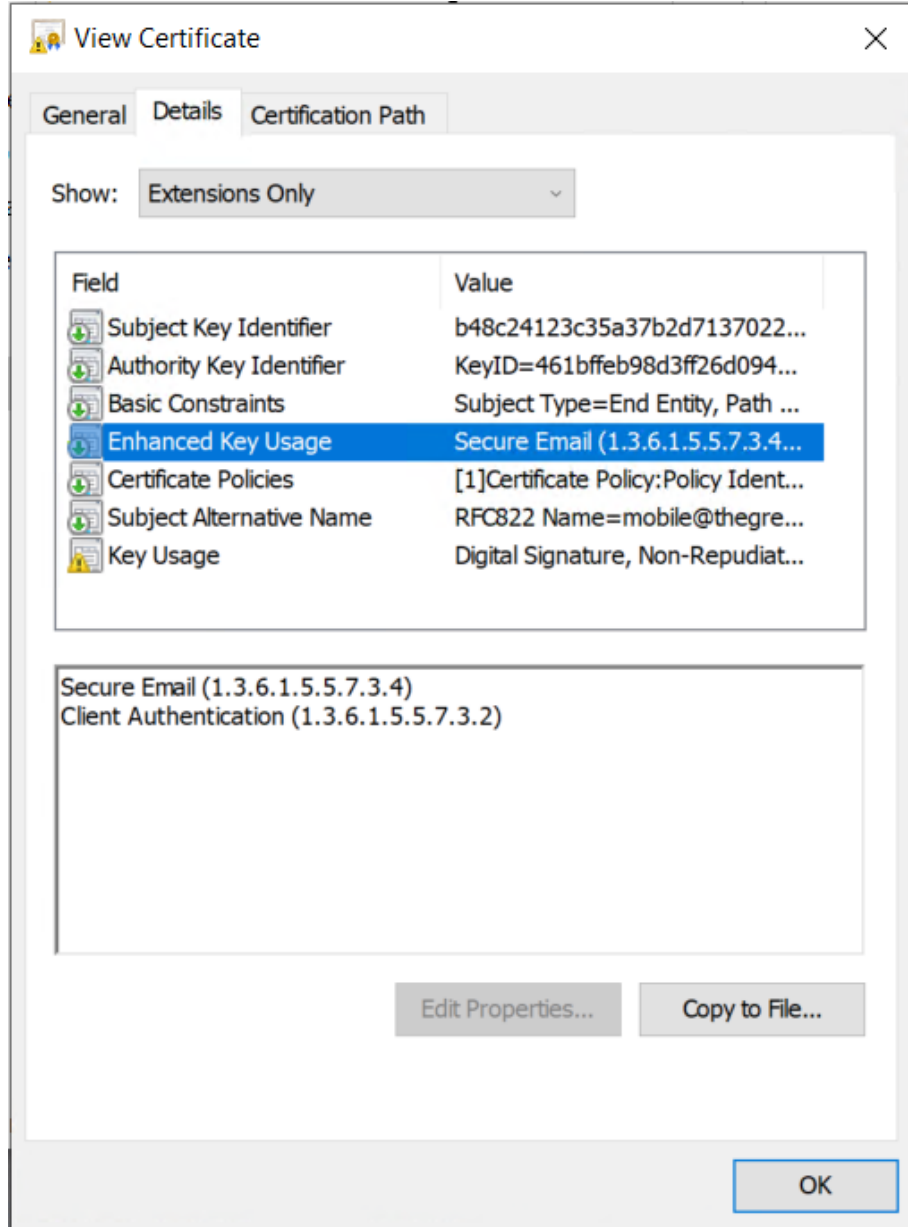 View Certificate
General Details Certification Path
Show: Extensions Only
Field Value
Subject Key Identifier b48c24123c35a37b2d7137022...
Authority Key Identifier KeyID=461bffeb98d3ff26d094...
Basic Constraints Subject Type=End Entity, Path ...
Enhanced Key Usage Secure Email (1.3.6.1.5.5.7.3.4...
Certificate Policies [1]Certificate Policy:Policy Ident...
Subject Alternative Name RFC822 Name=mobile@thegre...
Key Usage Digital Signature, Non-Repudiat...
Secure Email (1.3.6.1.5.5.7.3.4)
Client Authentication (1.3.6.1.5.5.7.3.2)
Edit Properties... Copy to File...
OK